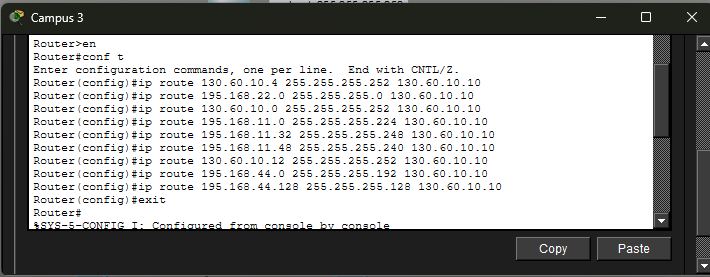 Campus 3
Router>en
Router#conf t
Enter configuration commands, one per line.  End with CNTL/Z.
Router(config)#ip route 130.60.10.4 255.255.255.252 130.60.10.10
Router(config)#ip route 195.168.22.0 255.255.255.0 130.60.10.10
Router(config)#ip route 130.60.10.0 255.255.255.252 130.60.10.10
Router(config)#ip route 195.168.11.0 255.255.255.224 130.60.10.10
Router(config)#ip route 195.168.11.32 255.255.255.248 130.60.10.10
Router(config)#ip route 195.168.11.48 255.255.255.240 130.60.10.10
Router(config)#ip route 130.60.10.12 255.255.255.252 130.60.10.10
Router(config)#ip route 195.168.44.0 255.255.255.192 130.60.10.10
Router(config)#ip route 195.168.44.128 255.255.255.128 130.60.10.10
Router(config)#exit
Router#
%SYS-5-CONFIG_I: Configured from console by console
Copy
Paste